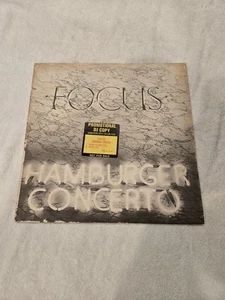 FOCUS
PROMOTIONAL
DJ COPY
HAMBURGER
CONCERTO